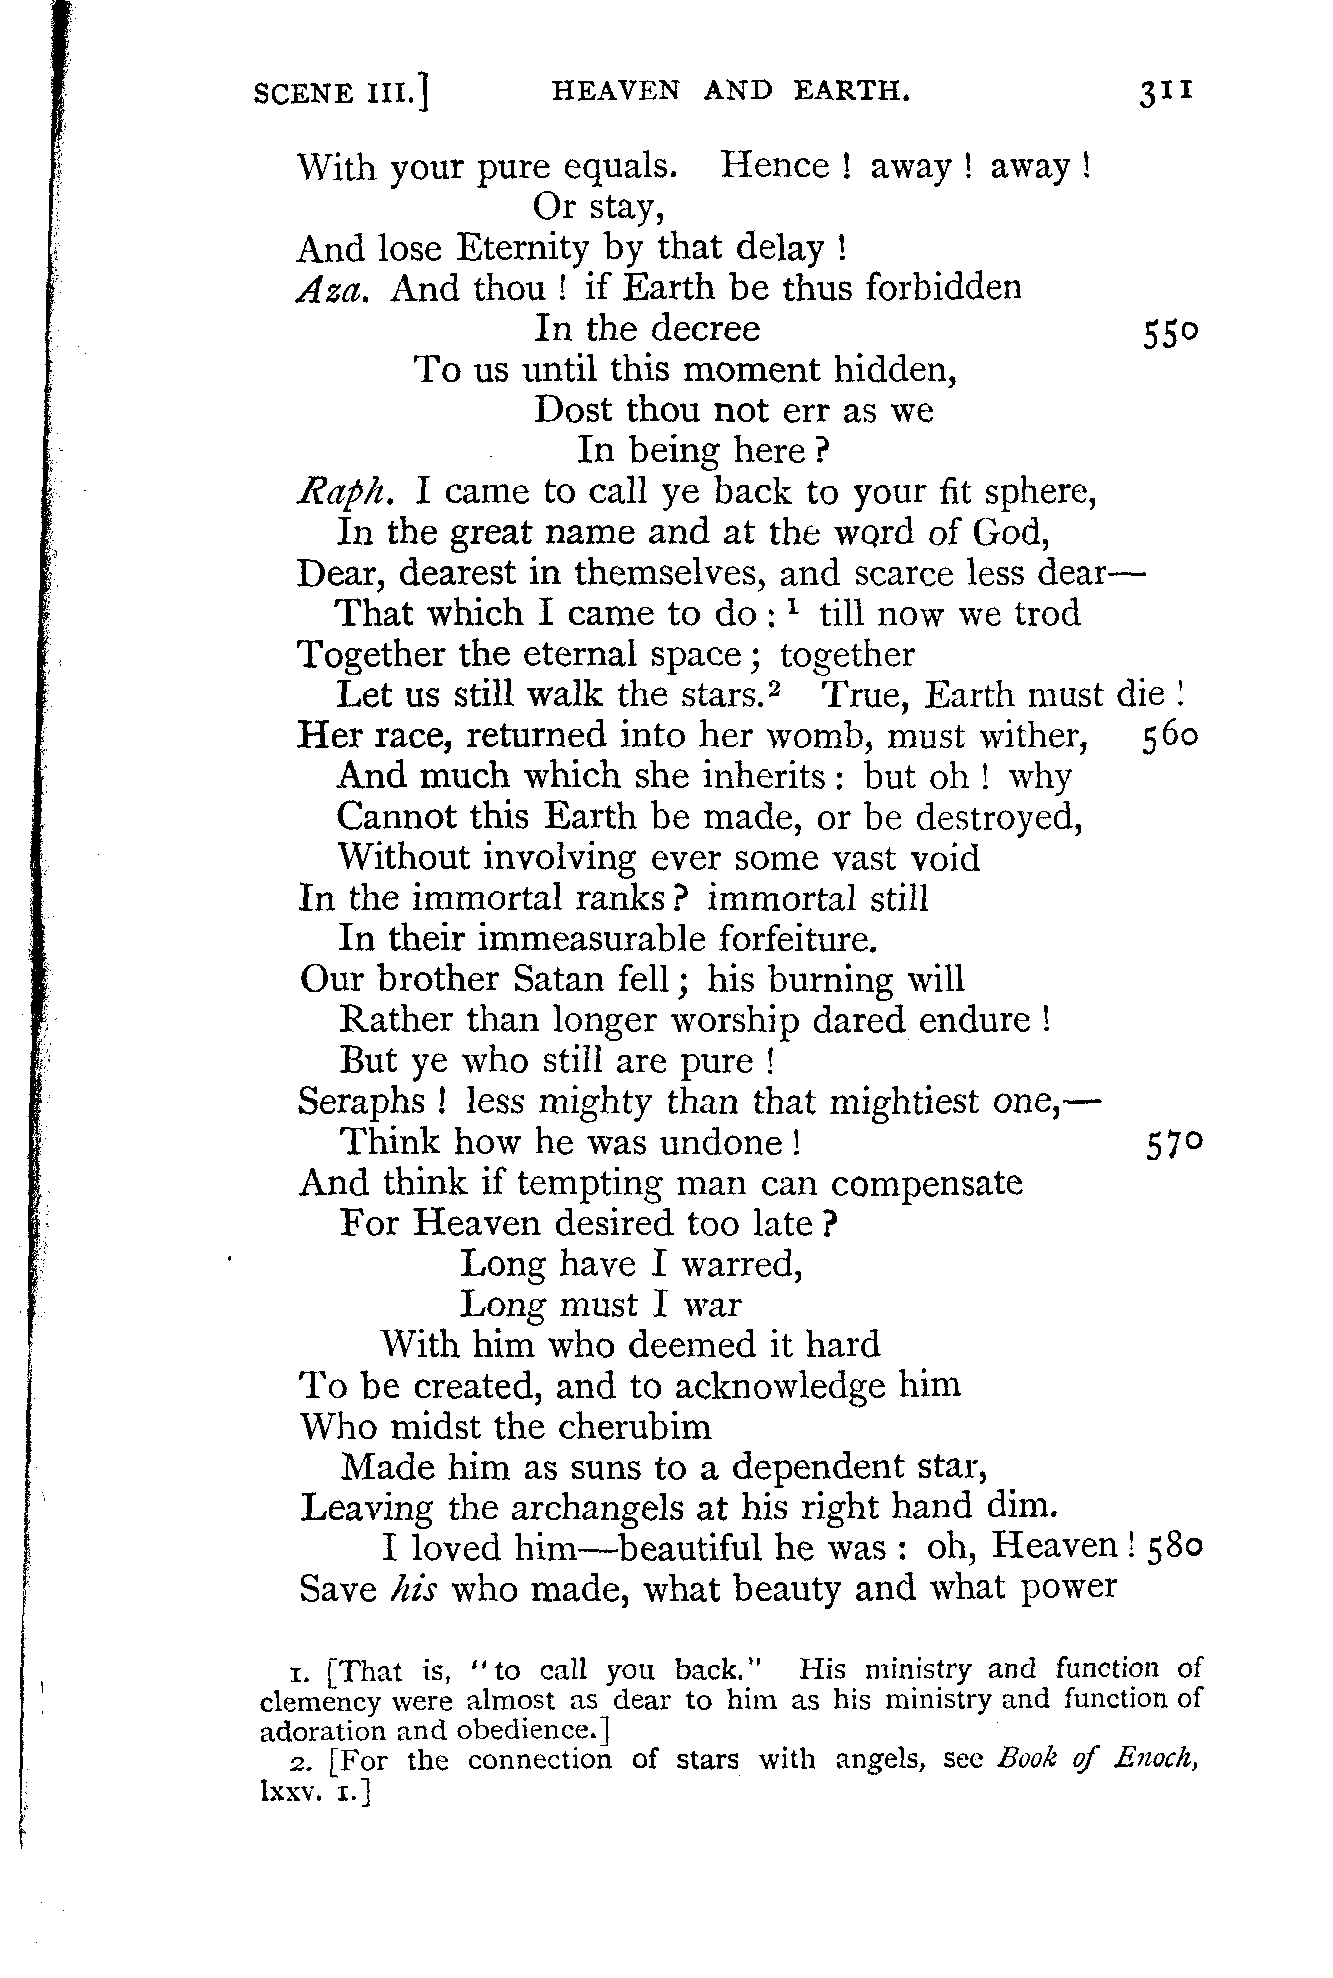 SCENE III.] HEAVEN AND EARTH. 311
With your pure equals. Hence ! away ! away !
Or stay,
And lose Eternity by that delay !
Aza. And thou ! if Earth be thus forbidden
In the decree 550
To us until this moment hidden,
Dost thou not err as we
In being here ?
Raph. I came to call ye back to your fit sphere,
In the great name and at the word of God,
Dear, dearest in themselves, and scarce less dear—
That which I came to do : ¹ till now we trod
Together the eternal space ; together
Let us still walk the stars.² True, Earth must die !
Her race, returned into her womb, must wither, 560
And much which she inherits : but oh ! why
Cannot this Earth be made, or be destroyed,
Without involving ever some vast void
In the immortal ranks ? immortal still
In their immeasurable forfeiture.
Our brother Satan fell ; his burning will
Rather than longer worship dared endure !
But ye who still are pure !
Seraphs ! less mighty than that mightiest one,—
Think how he was undone ! 570
And think if tempting man can compensate
For Heaven desired too late ?
Long have I warred,
Long must I war
With him who deemed it hard
To be created, and to acknowledge him
Who midst the cherubim
Made him as suns to a dependent star,
Leaving the archangels at his right hand dim.
I loved him—beautiful he was : oh, Heaven ! 580
Save his who made, what beauty and what power
1. [That is, "to call you back." His ministry and function of
clemency were almost as dear to him as his ministry and function of
adoration and obedience.]
2. [For the connection of stars with angels, see Book of Enoch,
lxxv. 1.]